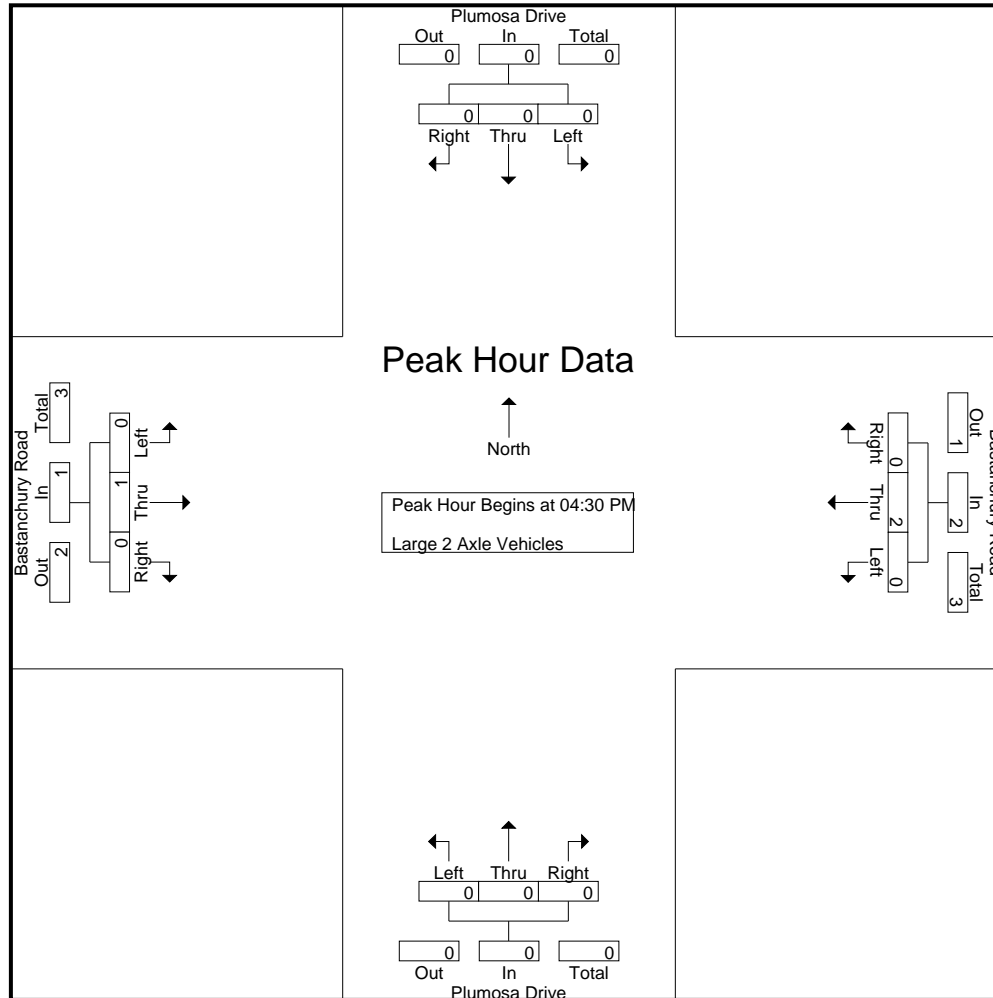 Plumosa Drive
Out In Total
0 0 0
0 0 0
Right Thru Left
Peak Hour Data
North
Peak Hour Begins at 04:30 PM
Large 2 Axle Vehicles
Bastanchury Road
Out In Total
2 1 3
Right Thru Left
0 1 0
Out In Total
1 2 3
Right Thru Left
0 2 0
Left Thru Right
0 0 0
0 0 0
Out In Total
Plumosa Drive